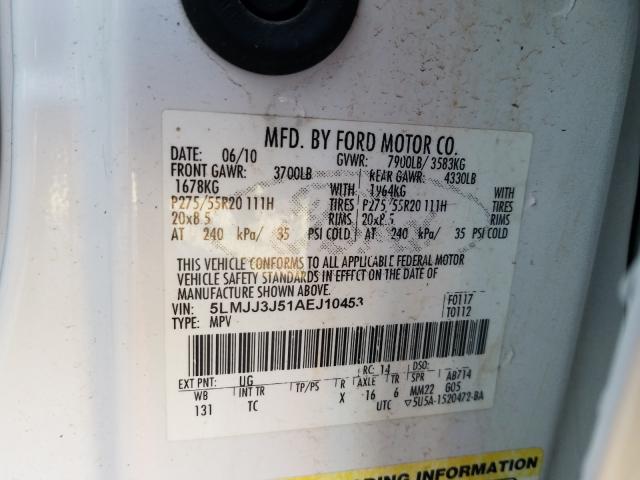 MFD. BY FORD MOTOR CO.
DATE: 06/10 GVWR: 7900LB/ 3583KG
FRONT GAWR: 3700LB REAR GAWR: 4330LB
1678KG WITH 1964KG WITH
P275/55R20 111H TIRES P275/55R20 111H TIRES
20x8.5 RIMS 20x8.5 RIMS
AT 240 kPa/ 35 PSI COLD AT 240 kPa/ 35 PSI COLD
THIS VEHICLE CONFORMS TO ALL APPLICABLE FEDERAL MOTOR
VEHICLE SAFETY STANDARDS IN EFFECT ON THE DATE OF
MANUFACTURE SHOWN ABOVE.
VIN: 5LMJJ3J51AEJ10453 F0117
TYPE: MPV T0112
RC: 14 DSO:
EXT PNT: UG AXLE TR SPR AB714
WB INT TR TP/PS R 16 6 MM22 G05
131 TC X UTC ▽5U5A-1520472-BA
ING INFORMATION